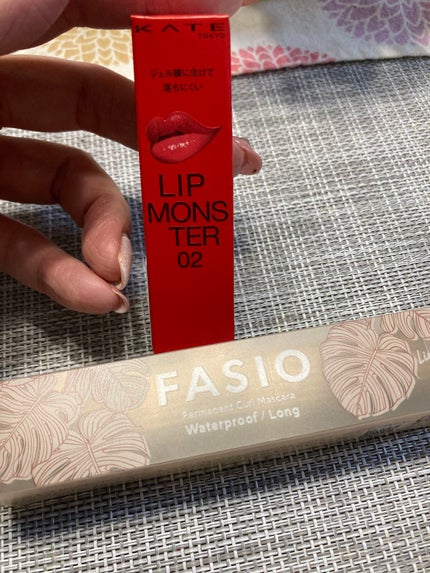 KATE
TOKYO
ジェル膜に化けて
落ちにくい
LIP
MONS
TER
02
FASIO
Permanent Curl Mascara
Waterproof / Long